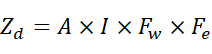 Z_d = A × I × F_w × F_e